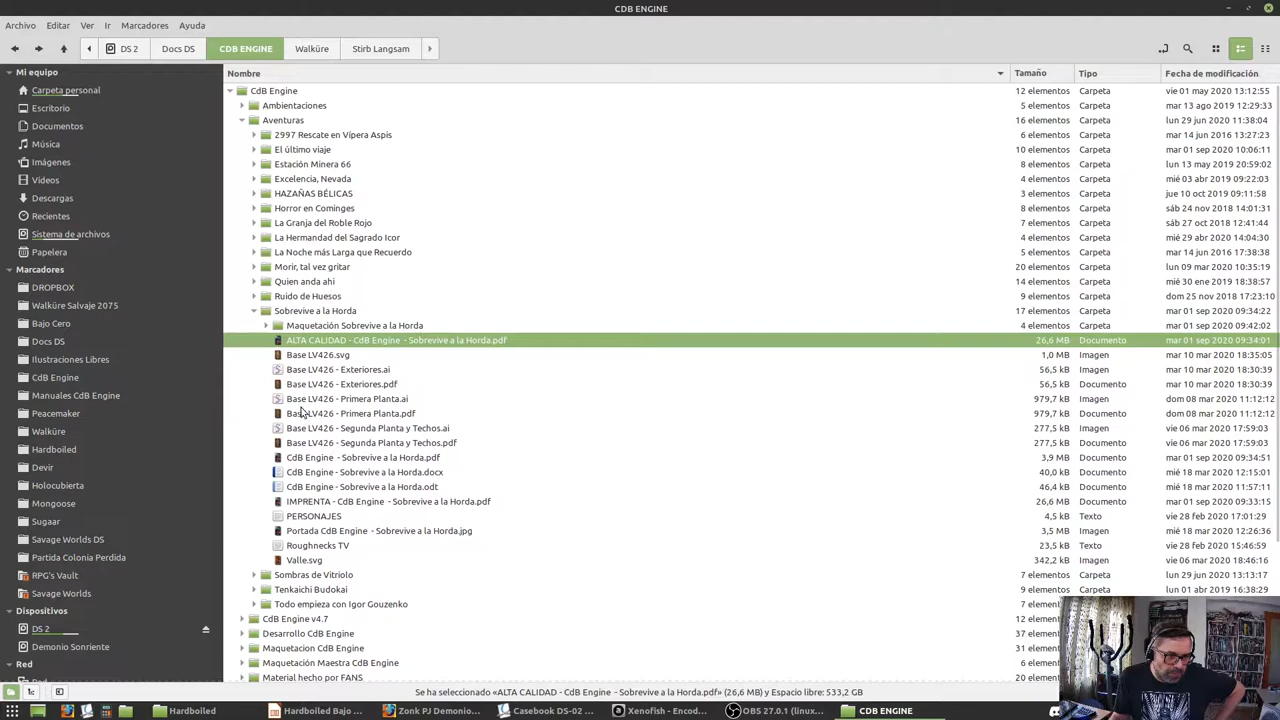 CDB ENGINE
Archivo Editar Ver Ir Marcadores Ayuda
DS 2 Docs DS CDB ENGINE Walküre Stirb Langsam
Nombre Tamaño Tipo Fecha de modificación
Mi equipo
Carpeta personal
Escritorio
Documentos
Música
Imágenes
Vídeos
Descargas
Recientes
Sistema de archivos
Papelera
Marcadores
DROPBOX
Walküre Salvaje 2075
Bajo Cero
Docs DS
Ilustraciones Libres
CdB Engine
Manuales CdB Engine
Peacemaker
Walküre
Hardboiled
Devir
Holocubierta
Mongoose
Sugaar
Savage Worlds DS
Partida Colonia Perdida
RPG's Vault
Savage Worlds
Dispositivos
DS 2
Demonio Sonriente
Red
CdB Engine 12 elementos Carpeta vie 01 may 2020 13:12:55
Ambientaciones 5 elementos Carpeta mar 13 ago 2019 12:29:33
Aventuras 16 elementos Carpeta lun 29 jun 2020 11:38:04
2997 Rescate en Vípera Aspis 6 elementos Carpeta mar 14 jun 2016 13:27:23
El último viaje 10 elementos Carpeta mar 01 sep 2020 10:06:11
Estación Minera 66 8 elementos Carpeta lun 13 may 2019 20:59:02
Excelencia, Nevada 4 elementos Carpeta mié 03 abr 2019 09:22:03
HAZAÑAS BÉLICAS 3 elementos Carpeta jue 10 oct 2019 09:11:58
Horror en Cominges 8 elementos Carpeta sáb 24 nov 2018 14:01:31
La Granja del Roble Rojo 7 elementos Carpeta sáb 27 oct 2018 12:41:44
La Hermandad del Sagrado Icor 4 elementos Carpeta mié 29 abr 2020 14:04:30
La Noche más Larga que Recuerdo 5 elementos Carpeta mar 14 jun 2016 13:27:23
Morir, tal vez gritar 20 elementos Carpeta lun 09 mar 2020 10:35:19
Quien anda ahi 14 elementos Carpeta mié 30 ene 2019 18:38:57
Ruido de Huesos 9 elementos Carpeta dom 25 nov 2018 17:23:10
Sobrevive a la Horda 17 elementos Carpeta mar 01 sep 2020 09:34:51
Maquetación Sobrevive a la Horda 4 elementos Carpeta mar 01 sep 2020 09:42:02
ALTA CALIDAD - CdB Engine - Sobrevive a la Horda.pdf 26,6 MB Documento mar 01 sep 2020 09:34:01
Base LV426.svg 1,0 MB Imagen mar 10 mar 2020 18:35:05
Base LV426 - Exteriores.ai 56,5 kB Imagen mar 10 mar 2020 18:30:39
Base LV426 - Exteriores.pdf 56,5 kB Documento mar 10 mar 2020 18:30:39
Base LV426 - Primera Planta.ai 979,7 kB Imagen dom 08 mar 2020 11:12:12
Base LV426 - Primera Planta.pdf 979,7 kB Documento dom 08 mar 2020 11:12:12
Base LV426 - Segunda Planta y Techos.ai 277,5 kB Imagen vie 06 mar 2020 17:59:03
Base LV426 - Segunda Planta y Techos.pdf 277,5 kB Documento vie 06 mar 2020 17:59:03
CdB Engine - Sobrevive a la Horda.pdf 3,9 MB Documento mar 01 sep 2020 09:34:51
CdB Engine - Sobrevive a la Horda.docx 40,0 kB Documento mié 18 mar 2020 12:15:01
CdB Engine - Sobrevive a la Horda.odt 46,4 kB Documento mié 18 mar 2020 12:14:50
IMPRENTA - CdB Engine - Sobrevive a la Horda.pdf 26,6 MB Documento mar 01 sep 2020 09:33:15
PERSONAJES 4,5 kB Texto vie 28 feb 2020 17:01:29
Portada CdB Engine - Sobrevive a la Horda.jpg 3,5 MB Imagen mié 18 mar 2020 12:26:36
Roughnecks TV 23,5 kB Texto vie 28 feb 2020 15:46:59
Valle.svg 342,2 kB Imagen vie 06 mar 2020 18:46:16
Sombras de Vitriolo 7 elementos Carpeta lun 29 jun 2020 13:13:17
Tenkaichi Budokai 9 elementos Carpeta lun 01 abr 2019 16:38:29
Todo empieza con Igor Gouzenko 7
CdB Engine v4.7 12
Desarrollo CdB Engine 37
Maquetacion CdB Engine 31
Maquetación Maestra CdB Engine 6
Material hecho por FANS 20
Se ha seleccionado «ALTA CALIDAD - CdB Engine - Sobrevive a la Horda.pdf» (26,6 MB) y Espacio libre: 533,2 GB
Hardboiled Hardboiled Bajo ... Zonk PJ Demonio... Casebook DS-02 ... Xenofish - Encod... OBS 27.0.1 (linux... CDB ENGINE